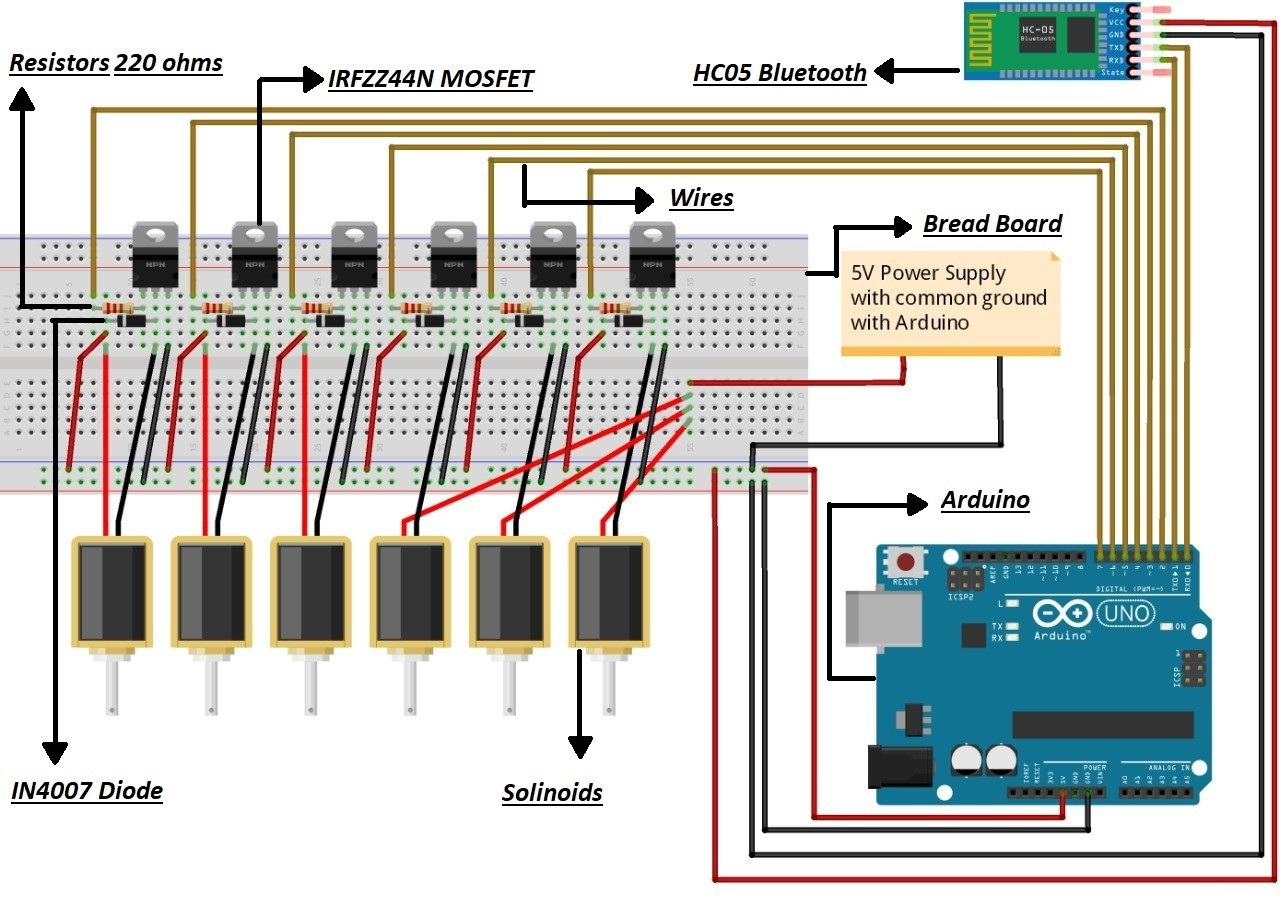 Resistors 220 ohms
IRFZZ44N MOSFET
HC05 Bluetooth
HC-05
Bluetooth
Key
VCC
GND
TXD
RXD
State
Wires
Bread Board
5V Power Supply
with common ground
with Arduino
NPN NPN NPN NPN NPN NPN
Arduino
RESET
ICSP2
AREF
GND
13
12
~11
~10
~9
8
7
~6
~5
4
~3
2
TX0▶1
RX0◀0
DIGITAL (PWM=~)
L
TX
RX
UNO
Arduino™
ON
1
ICSP
IOREF
RESET
3V3
5V
GND
GND
VIN
POWER
ANALOG IN
A0
A1
A2
A3
A4
A5
IN4007 Diode
Solinoids